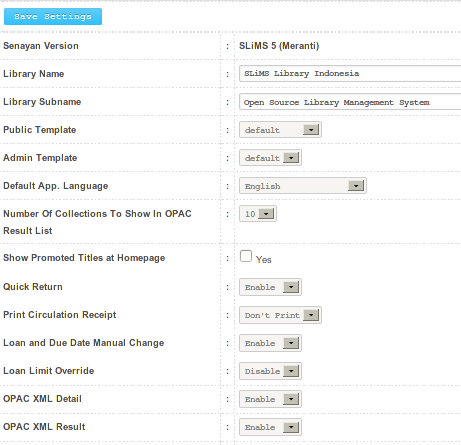 Save Settings
Senayan Version : SLiMS 5 (Meranti)
Library Name : SLiMS Library Indonesia
Library Subname : Open Source Library Management System
Public Template : default
Admin Template : default
Default App. Language : English
Number Of Collections To Show In OPAC : 10
Result List
Show Promoted Titles at Homepage : Yes
Quick Return : Enable
Print Circulation Receipt : Don't Print
Loan and Due Date Manual Change : Enable
Loan Limit Override : Disable
OPAC XML Detail : Enable
OPAC XML Result : Enable